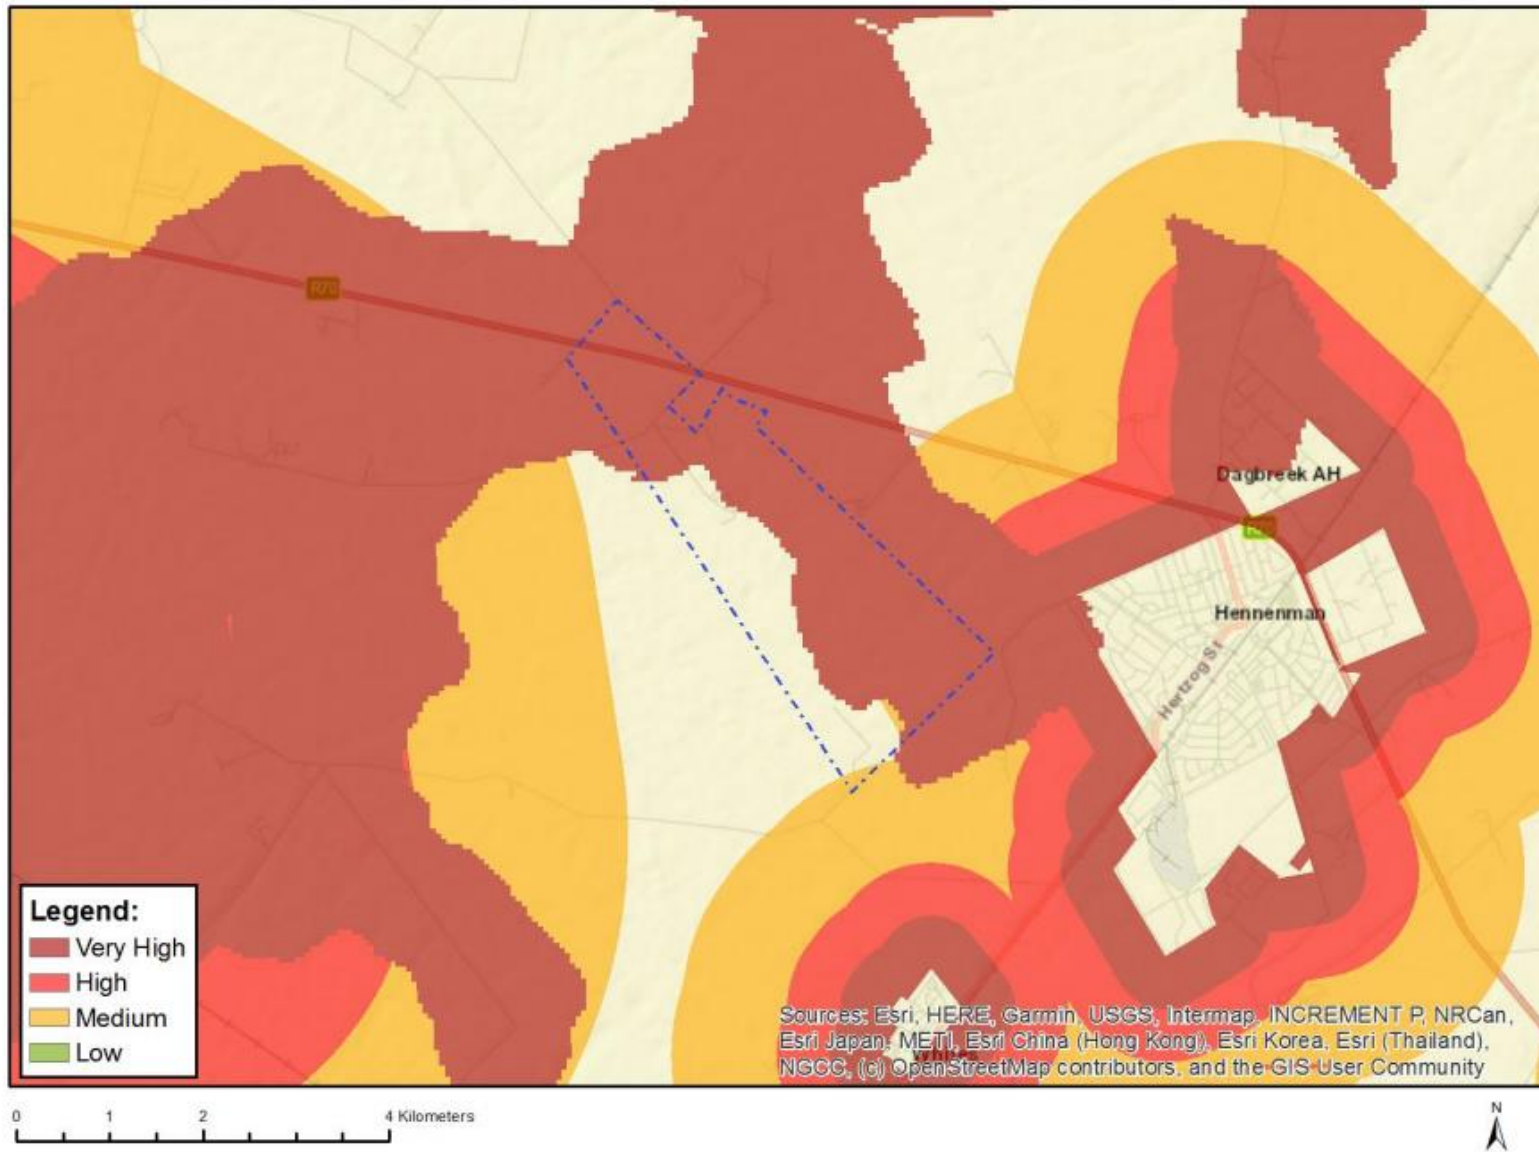 R70
Dagbreek AH
Hennenman
Hertzog St
Legend:
Very High
High
Medium
Low
Sources: Esri, HERE, Garmin, USGS, Intermap, INCREMENT P, NRCan,
Esri Japan, METI, Esri China (Hong Kong), Esri Korea, Esri (Thailand),
NGCC, (c) OpenStreetMap contributors, and the GIS User Community
0 1 2 4 Kilometers
N